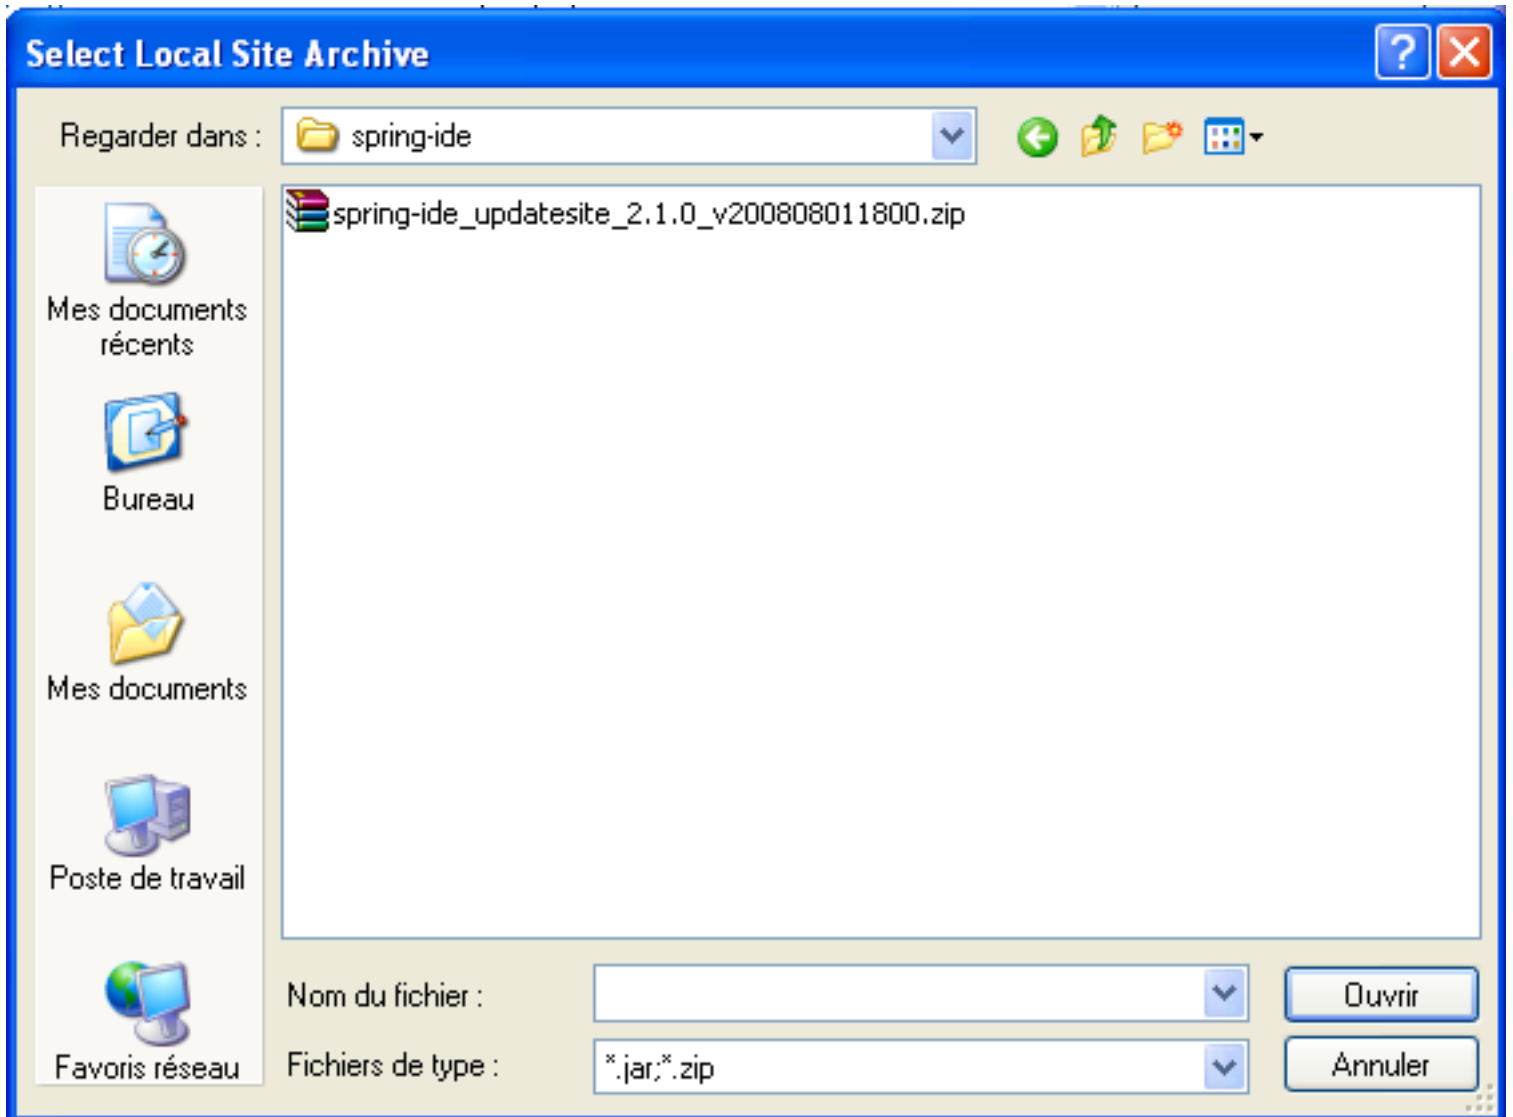 Select Local Site Archive
Regarder dans :
spring-ide
spring-ide_updatesite_2.1.0_v200808011800.zip
Mes documents
récents
Bureau
Mes documents
Poste de travail
Favoris réseau
Nom du fichier :
Ouvrir
Fichiers de type :
*.jar;*.zip
Annuler